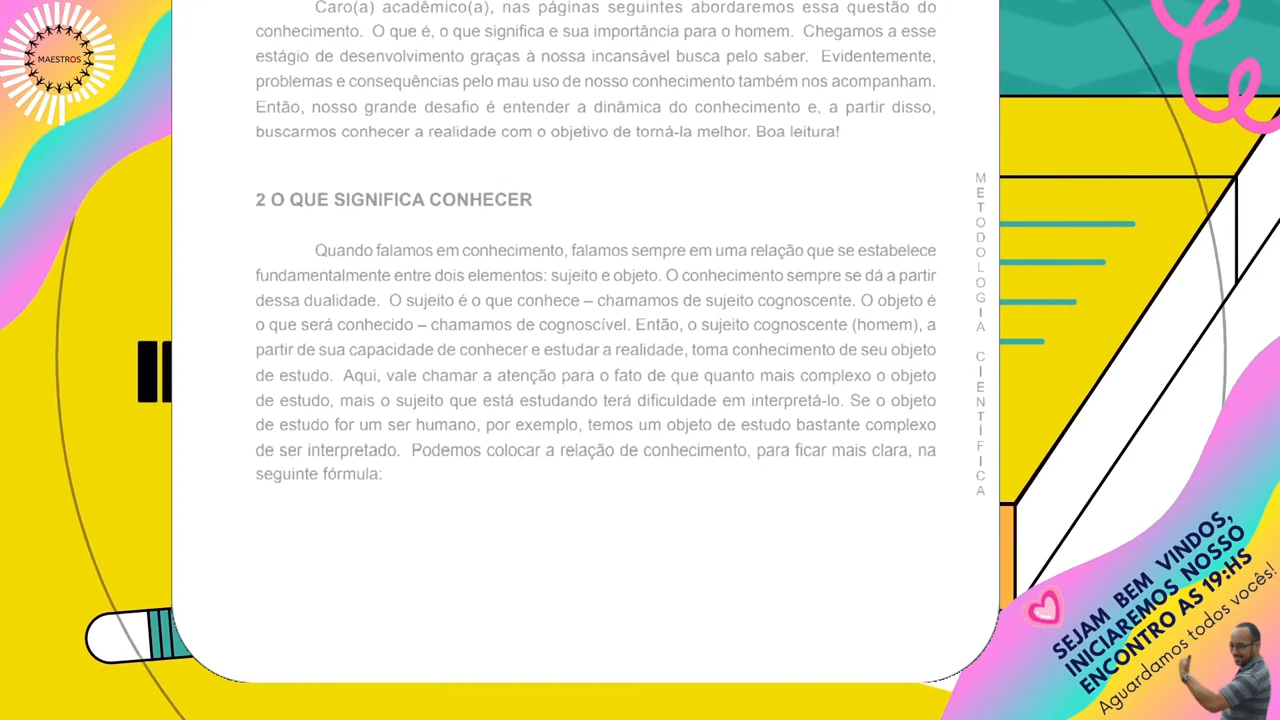 MAESTROS
Caro(a) acadêmico(a), nas páginas seguintes abordaremos essa questão do
conhecimento. O que é, o que significa e sua importância para o homem. Chegamos a esse
estágio de desenvolvimento graças à nossa incansável busca pelo saber. Evidentemente,
problemas e consequências pelo mau uso de nosso conhecimento também nos acompanham.
Então, nosso grande desafio é entender a dinâmica do conhecimento e, a partir disso,
buscarmos conhecer a realidade com o objetivo de torná-la melhor. Boa leitura!
2 O QUE SIGNIFICA CONHECER
Quando falamos em conhecimento, falamos sempre em uma relação que se estabelece
fundamentalmente entre dois elementos: sujeito e objeto. O conhecimento sempre se dá a partir
dessa dualidade. O sujeito é o que conhece – chamamos de sujeito cognoscente. O objeto é
o que será conhecido – chamamos de cognoscível. Então, o sujeito cognoscente (homem), a
partir de sua capacidade de conhecer e estudar a realidade, toma conhecimento de seu objeto
de estudo. Aqui, vale chamar a atenção para o fato de que quanto mais complexo o objeto
de estudo, mais o sujeito que está estudando terá dificuldade em interpretá-lo. Se o objeto
de estudo for um ser humano, por exemplo, temos um objeto de estudo bastante complexo
de ser interpretado. Podemos colocar a relação de conhecimento, para ficar mais clara, na
seguinte fórmula:
METODOLOGIA CIENTÍFICA
SEJAM BEM VINDOS,
INICIAREMOS NOSSO
ENCONTRO AS 19:HS
Aguardamos todos vocês!